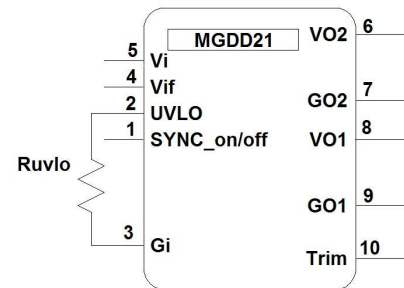 MGDD21
5 Vi
4 Vif
2 UVLO
1 SYNC_on/off
Ruvlo
3 Gi
VO2 6
GO2 7
VO1 8
GO1 9
Trim 10